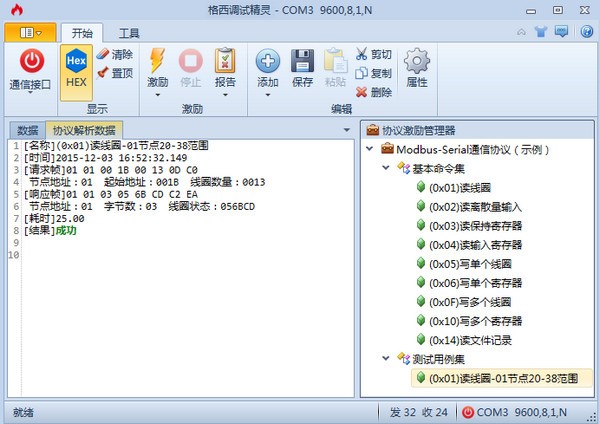 格西调试精灵 - COM3  9600,8,1,N
开始
工具
通信接口
Hex
HEX
清除
置顶
显示
激励
停止
报告
激励
添加
保存
粘贴
剪切
复制
删除
编辑
属性
数据
协议解析数据
1 [名称](0x01)读线圆-01节点20-38范围
2 [时间]2015-12-03 16:52:32.149
3 [请求帧]01 01 00 1B 00 13 0D C0
4 节点地址：01  起始地址：001B  线圆数量：0013
5 [响应帧]01 01 03 05 6B CD C2 EA
6 节点地址：01  字节数：03  线圆状态：056BCD
7 [耗时]25.00
8 [结果]成功
9
10
协议激励管理器
Modbus-Serial通信协议（示例）
基本命令集
(0x01)读线圆
(0x02)读离散量输入
(0x03)读保持寄存器
(0x04)读输入寄存器
(0x05)写单个线圆
(0x06)写单个寄存器
(0x0F)写多个线圆
(0x10)写多个寄存器
(0x14)读文件记录
测试用例集
(0x01)读线圆-01节点20-38范围
就绪
发 32  收 24
COM3  9600,8,1,N